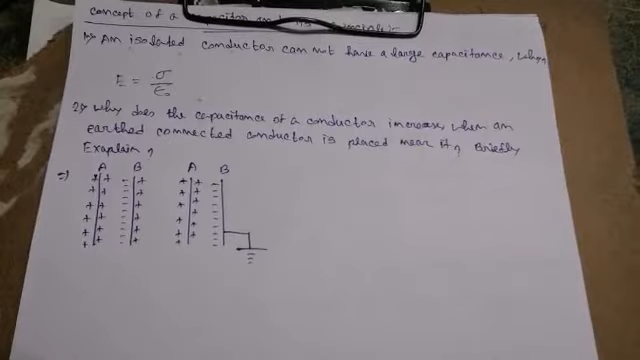 concept of a
1⟩ An isolated conductor can not have a large capacitance, why?
E = σ/ε₀
2⟩ why does the capacitance of a conductor increase, when an
earthed connected conductor is placed near it? Briefly
Exaplain?
⇒ A B A B